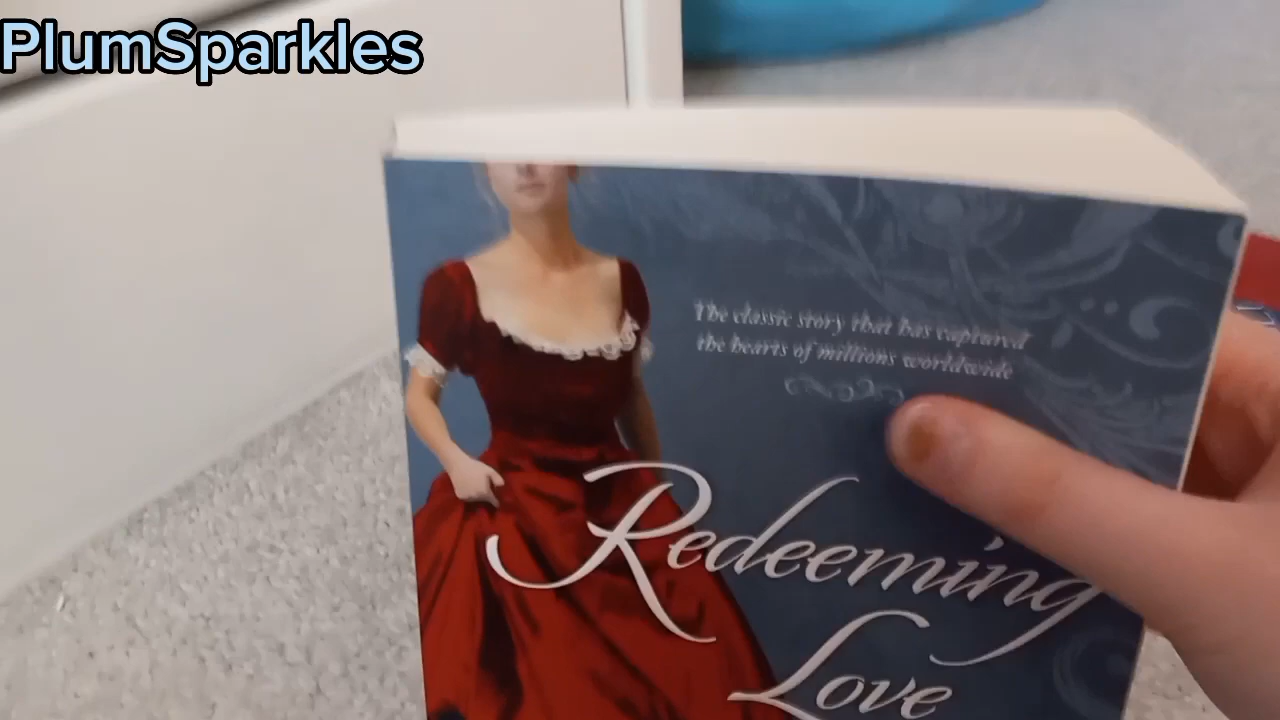 PlumSparkles
The classic story that has captured
the hearts of millions worldwide
Redeeming
Love